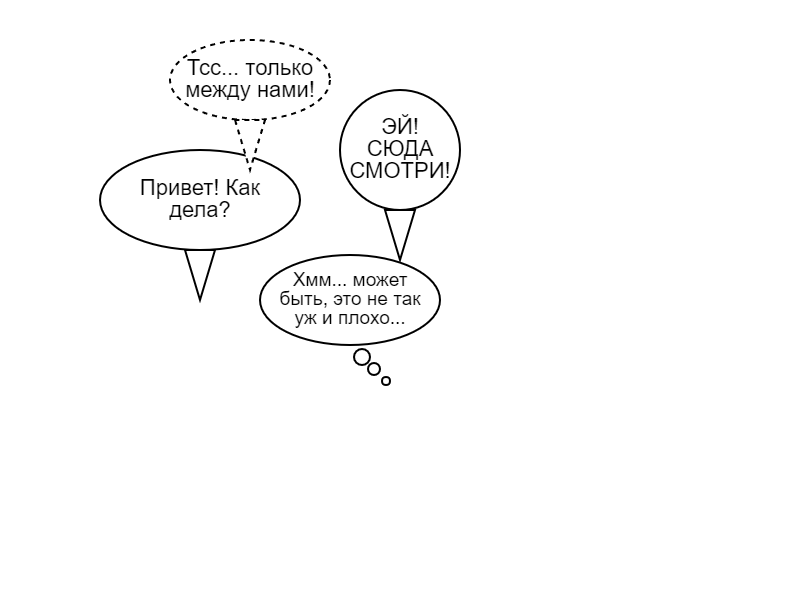 Тсс... только
между нами!
ЭЙ!
СЮДА
СМОТРИ!
Привет! Как
дела?
Хмм... может
быть, это не так
уж и плохо...